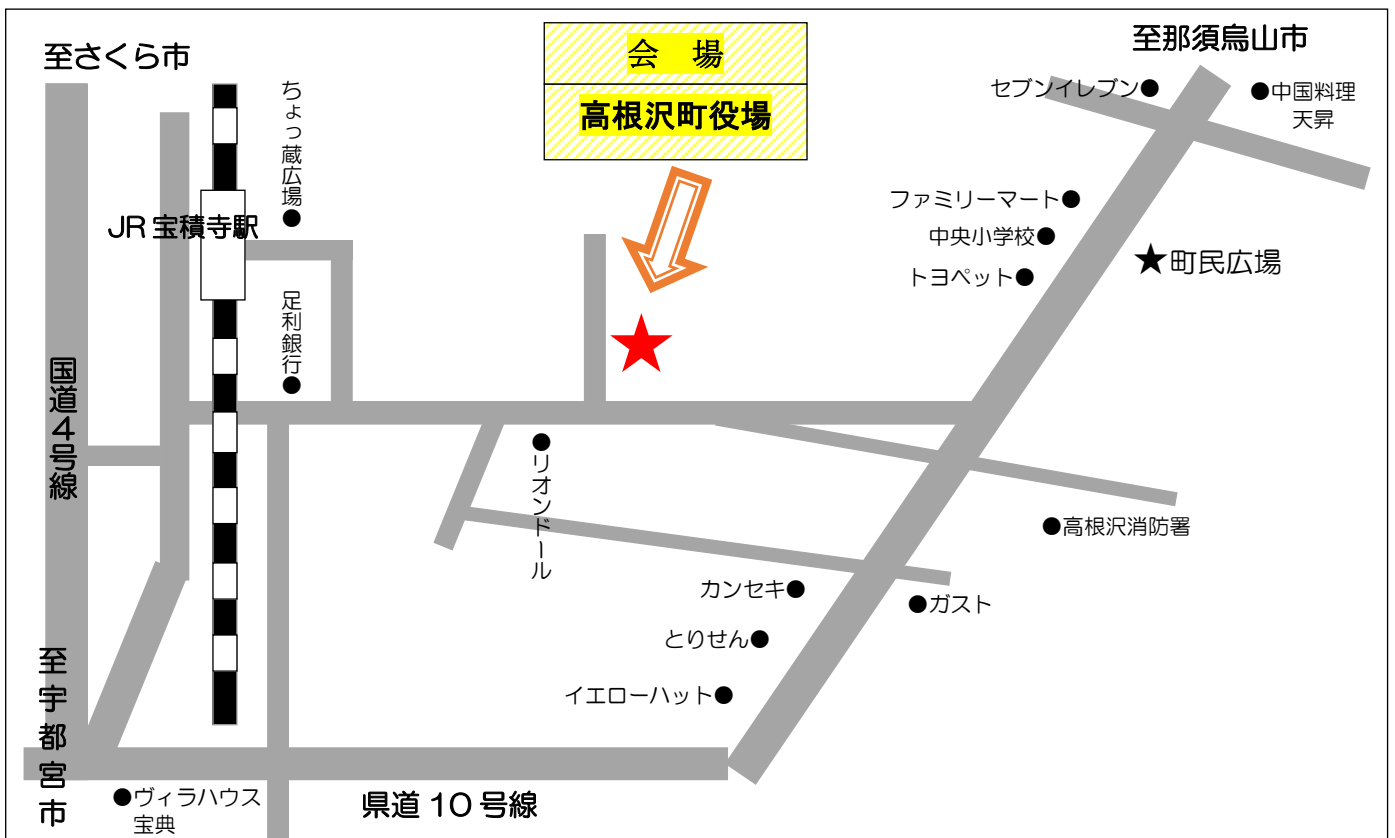 至さくら市
会　場
高根沢町役場
至那須烏山市
セブンイレブン●
●中国料理
天昇
ちょっ蔵広場●
ファミリーマート●
JR宝積寺駅
中央小学校●
★町民広場
トヨペット●
足利銀行●
国道4号線
●リオンドール
●高根沢消防署
カンセキ●
●ガスト
とりせん●
至宇都宮市
イエローハット●
●ヴィラハウス
宝典
県道10号線